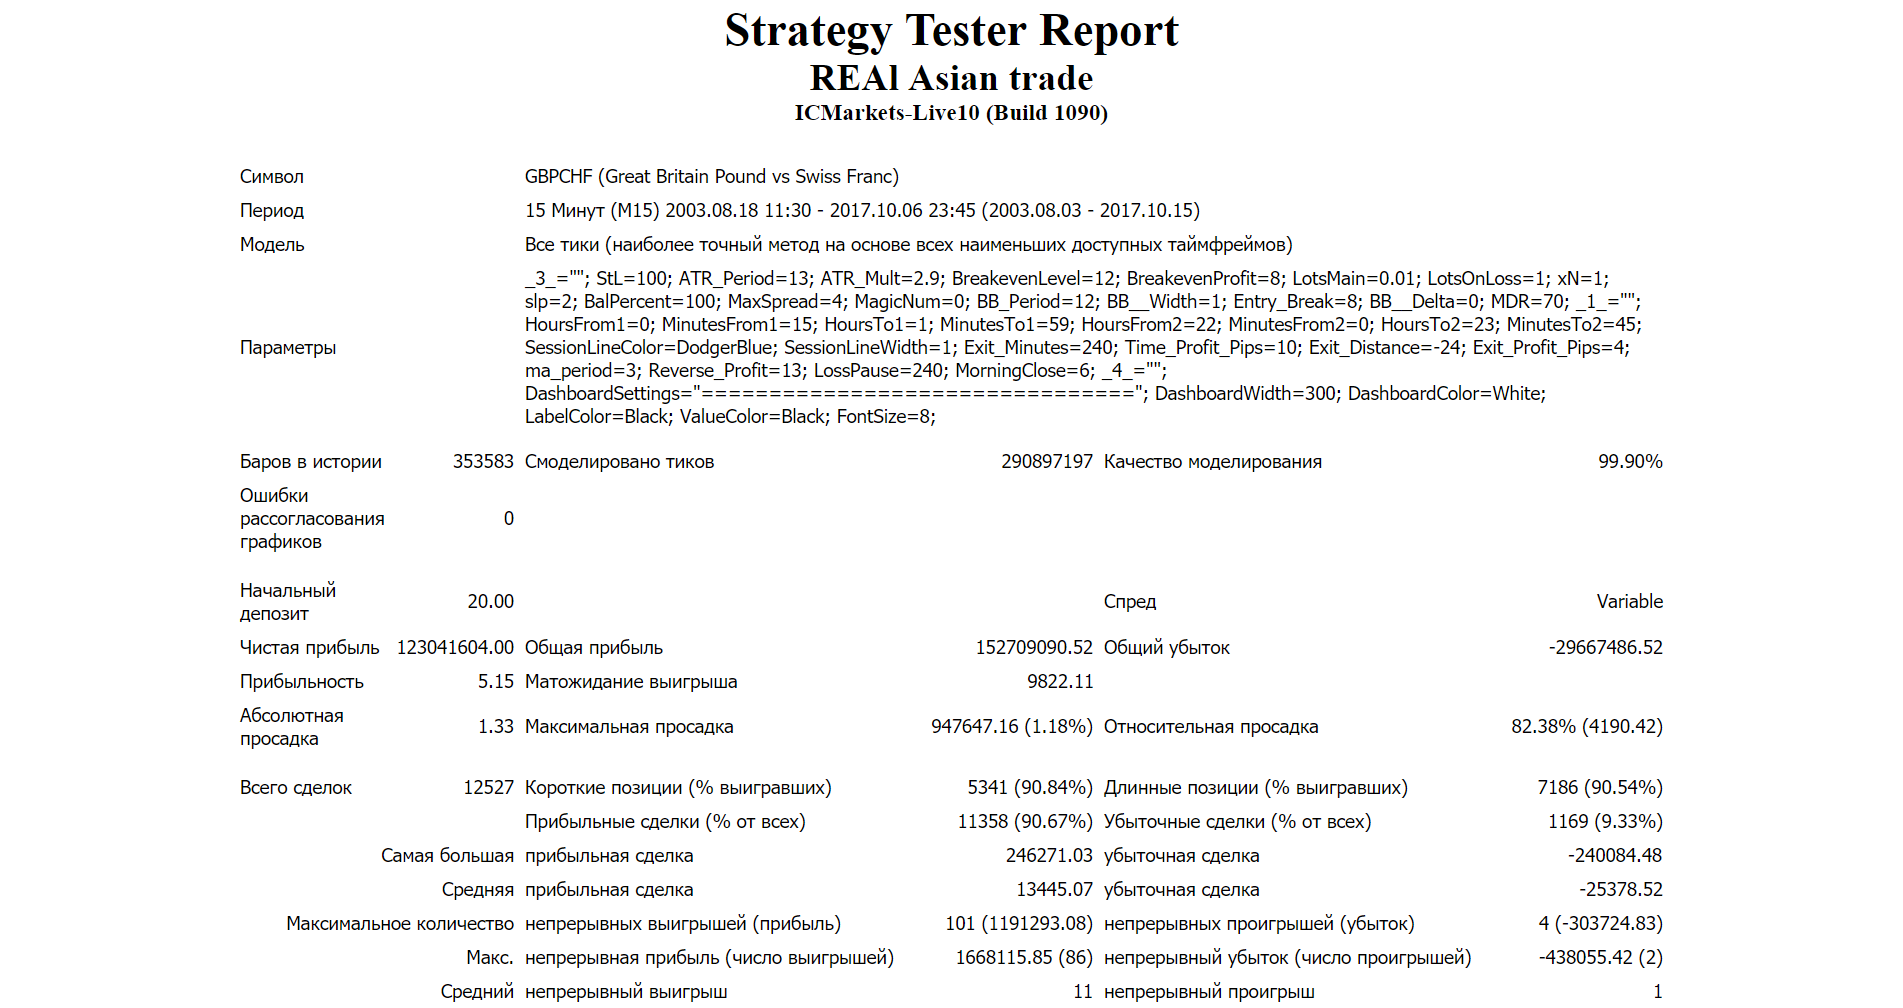 Strategy Tester Report
REAl Asian trade
ICMarkets-Live10 (Build 1090)
Символ GBPCHF (Great Britain Pound vs Swiss Franc)
Период 15 Минут (M15) 2003.08.18 11:30 - 2017.10.06 23:45 (2003.08.03 - 2017.10.15)
Модель Все тики (наиболее точный метод на основе всех наименьших доступных таймфреймов)
Параметры
_3_=""; StL=100; ATR_Period=13; ATR_Mult=2.9; BreakevenLevel=12; BreakevenProfit=8; LotsMain=0.01; LotsOnLoss=1; xN=1;
slp=2; BalPercent=100; MaxSpread=4; MagicNum=0; BB_Period=12; BB__Width=1; Entry_Break=8; BB__Delta=0; MDR=70; _1_="";
HoursFrom1=0; MinutesFrom1=15; HoursTo1=1; MinutesTo1=59; HoursFrom2=22; MinutesFrom2=0; HoursTo2=23; MinutesTo2=45;
SessionLineColor=DodgerBlue; SessionLineWidth=1; Exit_Minutes=240; Time_Profit_Pips=10; Exit_Distance=-24; Exit_Profit_Pips=4;
ma_period=3; Reverse_Profit=13; LossPause=240; MorningClose=6; _4_="";
DashboardSettings="================================"; DashboardWidth=300; DashboardColor=White;
LabelColor=Black; ValueColor=Black; FontSize=8;
Баров в истории 353583 Смоделировано тиков 290897197 Качество моделирования 99.90%
Ошибки
рассогласования 0
графиков
Начальный
депозит 20.00 Спред Variable
Чистая прибыль 123041604.00 Общая прибыль 152709090.52 Общий убыток -29667486.52
Прибыльность 5.15 Матожидание выигрыша 9822.11
Абсолютная
просадка 1.33 Максимальная просадка 947647.16 (1.18%) Относительная просадка 82.38% (4190.42)
Всего сделок 12527 Короткие позиции (% выигравших) 5341 (90.84%) Длинные позиции (% выигравших) 7186 (90.54%)
Прибыльные сделки (% от всех) 11358 (90.67%) Убыточные сделки (% от всех) 1169 (9.33%)
Самая большая прибыльная сделка 246271.03 убыточная сделка -240084.48
Средняя прибыльная сделка 13445.07 убыточная сделка -25378.52
Максимальное количество непрерывных выигрышей (прибыль) 101 (1191293.08) непрерывных проигрышей (убыток) 4 (-303724.83)
Макс. непрерывная прибыль (число выигрышей) 1668115.85 (86) непрерывный убыток (число проигрышей) -438055.42 (2)
Средний непрерывный выигрыш 11 непрерывный проигрыш 1